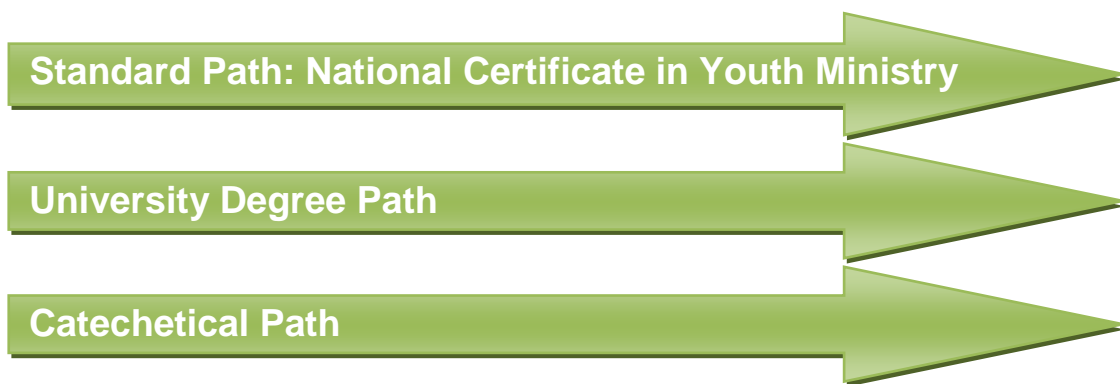 Standard Path: National Certificate in Youth Ministry
University Degree Path
Catechetical Path